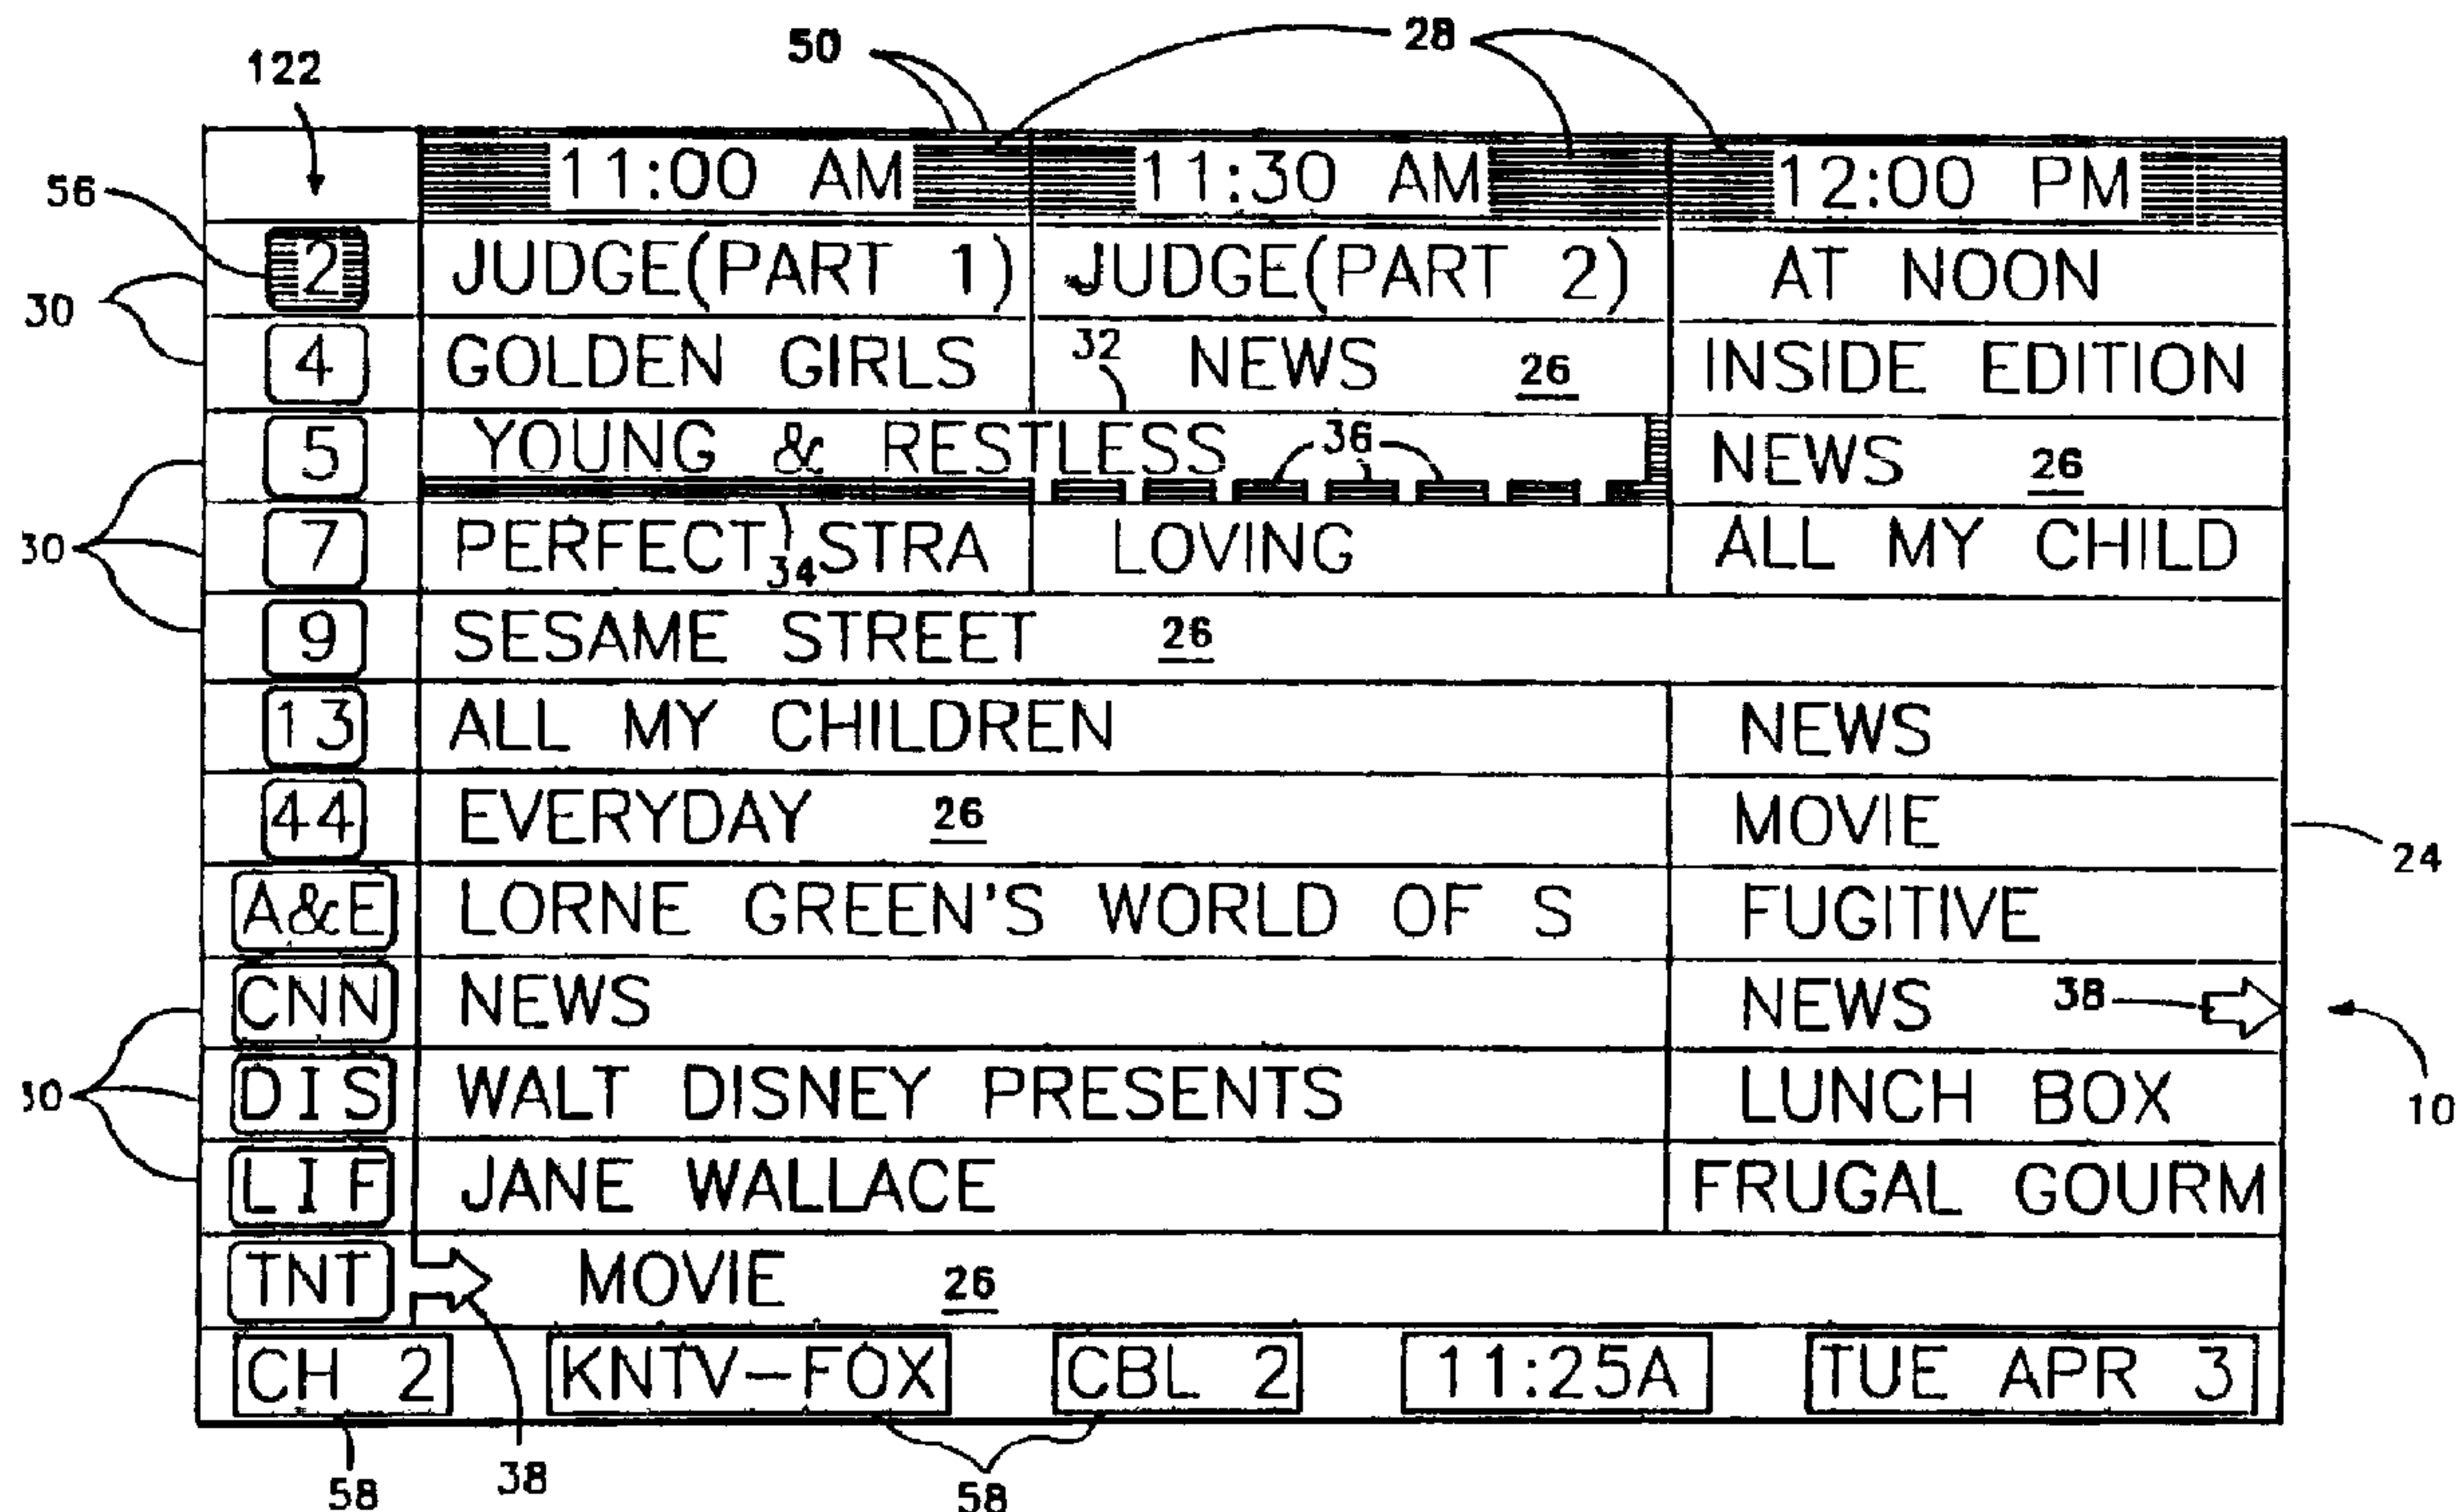 50 28
122
11:00 AM 11:30 AM 12:00 PM
56
2 JUDGE(PART 1) JUDGE(PART 2) AT NOON
30
4 GOLDEN GIRLS 32 NEWS 26 INSIDE EDITION
5 YOUNG & RESTLESS 36 NEWS 26
30 7 PERFECT STRA 34 LOVING ALL MY CHILD
9 SESAME STREET 26
13 ALL MY CHILDREN NEWS
44 EVERYDAY 26 MOVIE
24
A&E LORNE GREEN'S WORLD OF S FUGITIVE
CNN NEWS NEWS 38
30 DIS WALT DISNEY PRESENTS LUNCH BOX 10
LIF JANE WALLACE FRUGAL GOURM
TNT MOVIE 26
CH 2 KNTV-FOX CBL 2 11:25A TUE APR 3
58 38 58